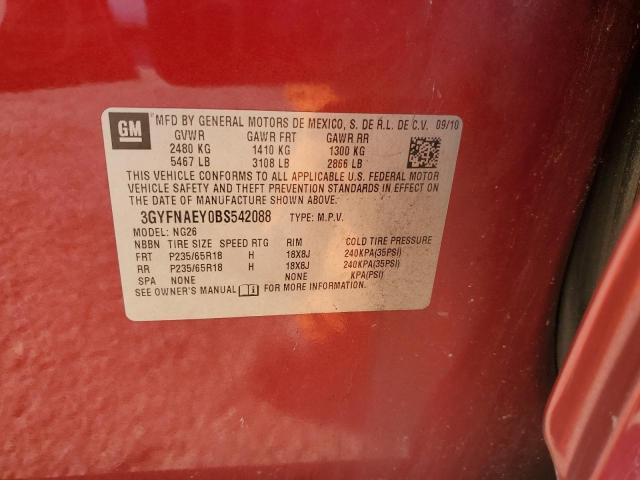 GM MFD BY GENERAL MOTORS DE MEXICO, S. DE R.L. DE C.V. 09/10
GVWR GAWR FRT GAWR RR
2480 KG 1410 KG 1300 KG
5467 LB 3108 LB 2866 LB
THIS VEHICLE CONFORMS TO ALL APPLICABLE U.S. FEDERAL MOTOR
VEHICLE SAFETY AND THEFT PREVENTION STANDARDS IN EFFECT ON
THE DATE OF MANUFACTURE SHOWN ABOVE.
3GYFNAEY0BS542088 TYPE: M.P.V.
MODEL: NG26
NBBN TIRE SIZE SPEED RTG RIM COLD TIRE PRESSURE
FRT P235/65R18 H 18X8J 240KPA(35PSI)
RR P235/65R18 H 18X8J 240KPA(35PSI)
SPA NONE NONE KPA(PSI)
SEE OWNER'S MANUAL FOR MORE INFORMATION.